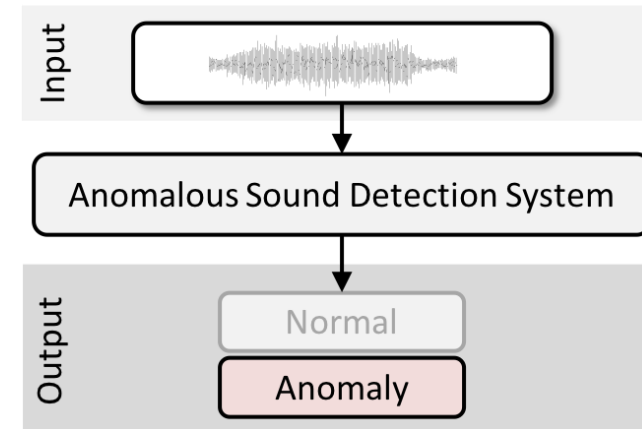 Input
Anomalous Sound Detection System
Output
Normal
Anomaly